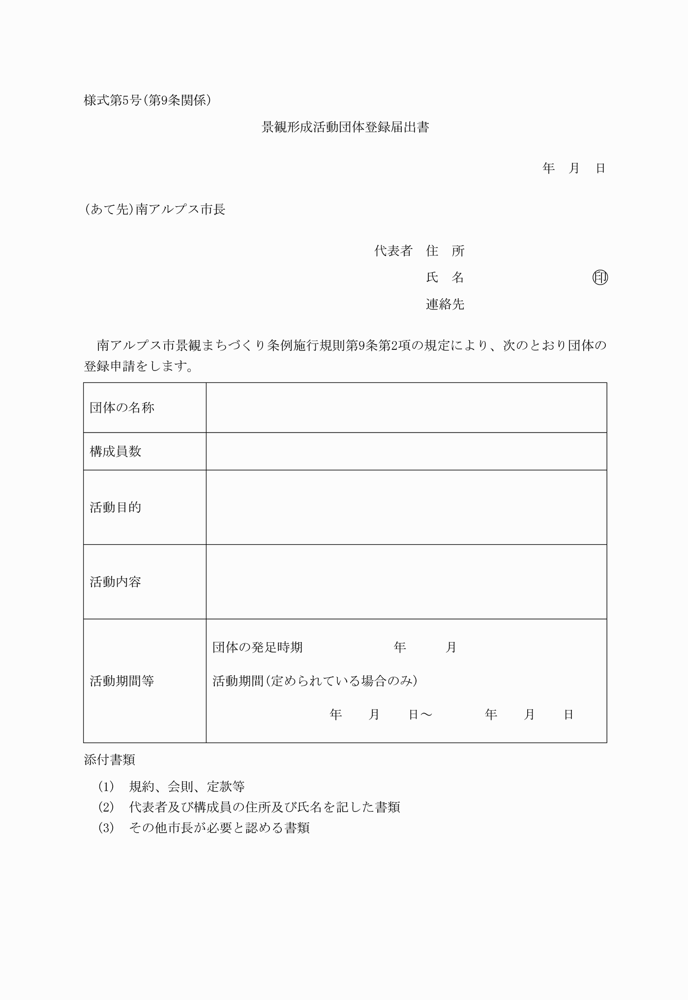 様式第5号(第9条関係)
景観形成活動団体登録届出書
年　月　日
(あて先)南アルプス市長
代表者　住　所
氏　名　㊞
連絡先
南アルプス市景観まちづくり条例施行規則第9条第2項の規定により、次のとおり団体の
登録申請をします。
団体の名称
構成員数
活動目的
活動内容
活動期間等
団体の発足時期　年　月
活動期間(定められている場合のみ)
年　月　日～　年　月　日
添付書類
(1)　規約、会則、定款等
(2)　代表者及び構成員の住所及び氏名を記した書類
(3)　その他市長が必要と認める書類